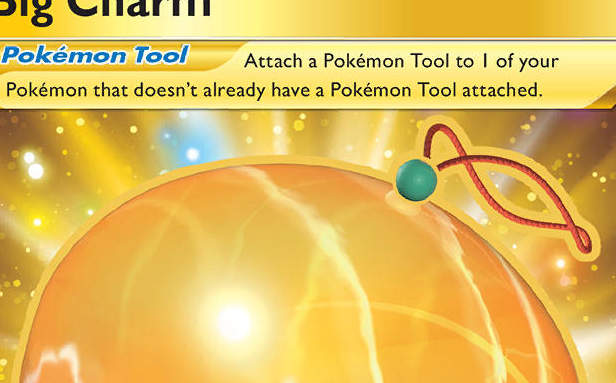 Big Charm
Pokémon Tool
Attach a Pokémon Tool to 1 of your
Pokémon that doesn't already have a Pokémon Tool attached.